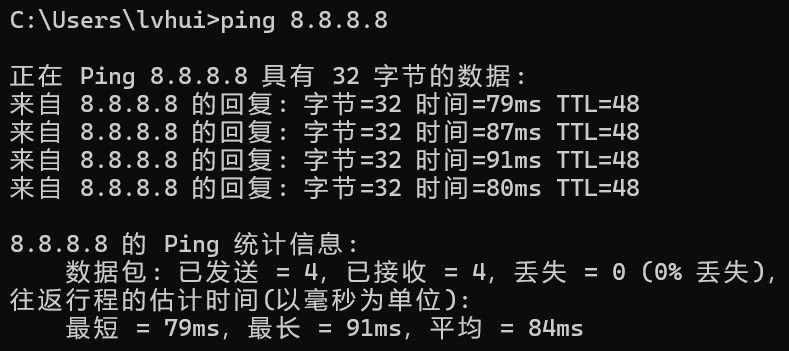 C:\Users\lvhui>ping 8.8.8.8
正在 Ping 8.8.8.8 具有 32 字节的数据:
来自 8.8.8.8 的回复: 字节=32 时间=79ms TTL=48
来自 8.8.8.8 的回复: 字节=32 时间=87ms TTL=48
来自 8.8.8.8 的回复: 字节=32 时间=91ms TTL=48
来自 8.8.8.8 的回复: 字节=32 时间=80ms TTL=48
8.8.8.8 的 Ping 统计信息:
    数据包: 已发送 = 4, 已接收 = 4, 丢失 = 0 (0% 丢失),
往返行程的估计时间(以毫秒为单位):
    最短 = 79ms, 最长 = 91ms, 平均 = 84ms